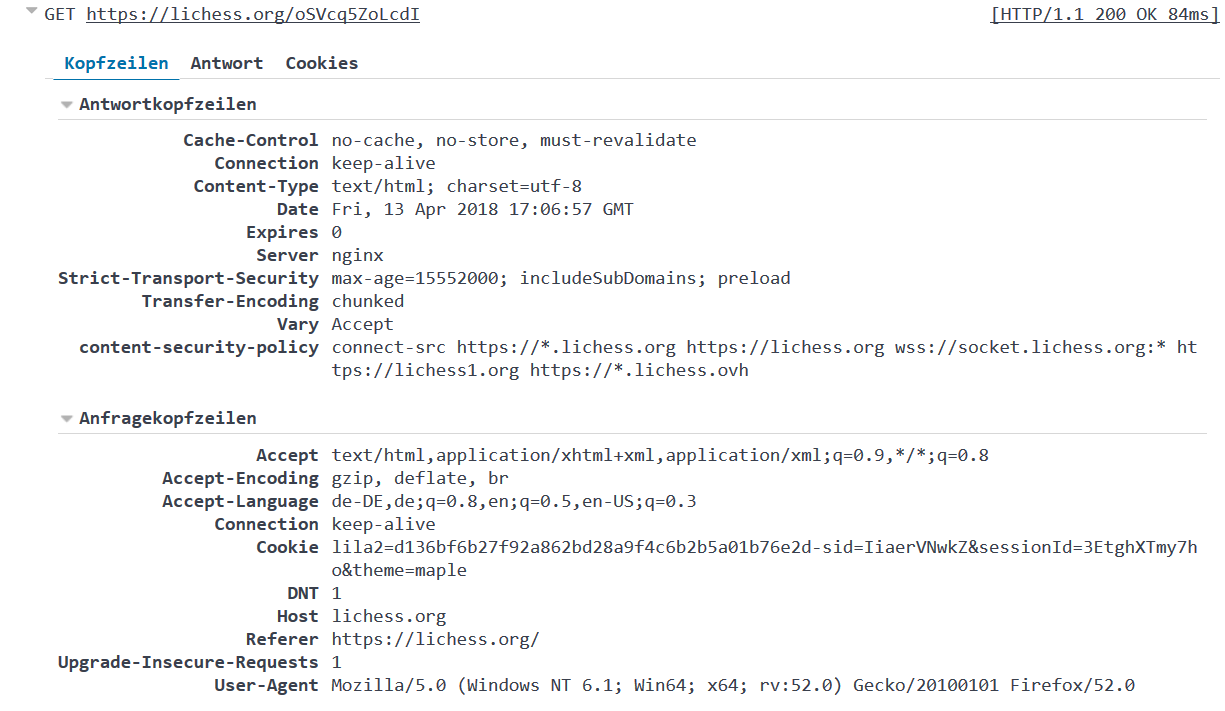 GET https://lichess.org/oSVcq5ZoLcdI [HTTP/1.1 200 OK 84ms]
Kopfzeilen Antwort Cookies
Antwortkopfzeilen
Cache-Control no-cache, no-store, must-revalidate
Connection keep-alive
Content-Type text/html; charset=utf-8
Date Fri, 13 Apr 2018 17:06:57 GMT
Expires 0
Server nginx
Strict-Transport-Security max-age=15552000; includeSubDomains; preload
Transfer-Encoding chunked
Vary Accept
content-security-policy connect-src https://*.lichess.org https://lichess.org wss://socket.lichess.org:* ht
tps://lichess1.org https://*.lichess.ovh
Anfragekopfzeilen
Accept text/html,application/xhtml+xml,application/xml;q=0.9,*/*;q=0.8
Accept-Encoding gzip, deflate, br
Accept-Language de-DE,de;q=0.8,en;q=0.5,en-US;q=0.3
Connection keep-alive
Cookie lila2=d136bf6b27f92a862bd28a9f4c6b2b5a01b76e2d-sid=IiaerVNwkZ&sessionId=3EtghXTmy7h
o&theme=maple
DNT 1
Host lichess.org
Referer https://lichess.org/
Upgrade-Insecure-Requests 1
User-Agent Mozilla/5.0 (Windows NT 6.1; Win64; x64; rv:52.0) Gecko/20100101 Firefox/52.0